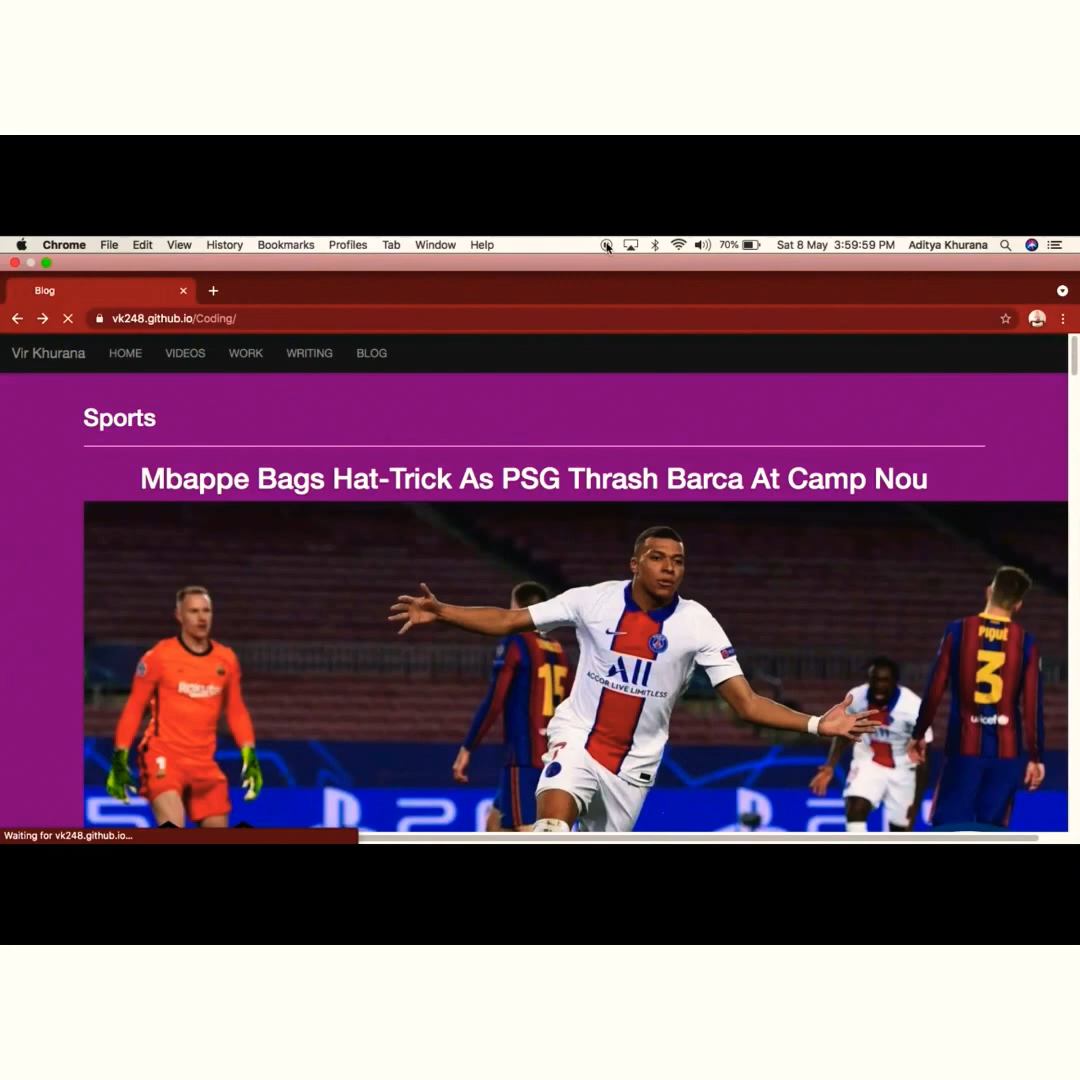 Chrome File Edit View History Bookmarks Profiles Tab Window Help 70% Sat 8 May 3:59:59 PM Aditya Khurana
Blog
vk248.github.io/Coding/
Vir Khurana HOME VIDEOS WORK WRITING BLOG
Sports
Mbappe Bags Hat-Trick As PSG Thrash Barca At Camp Nou
PIQUÉ
3
unicef
15
ALL
ACCOR LIVE LIMITLESS
Rakuten
1
7
Waiting for vk248.github.io...